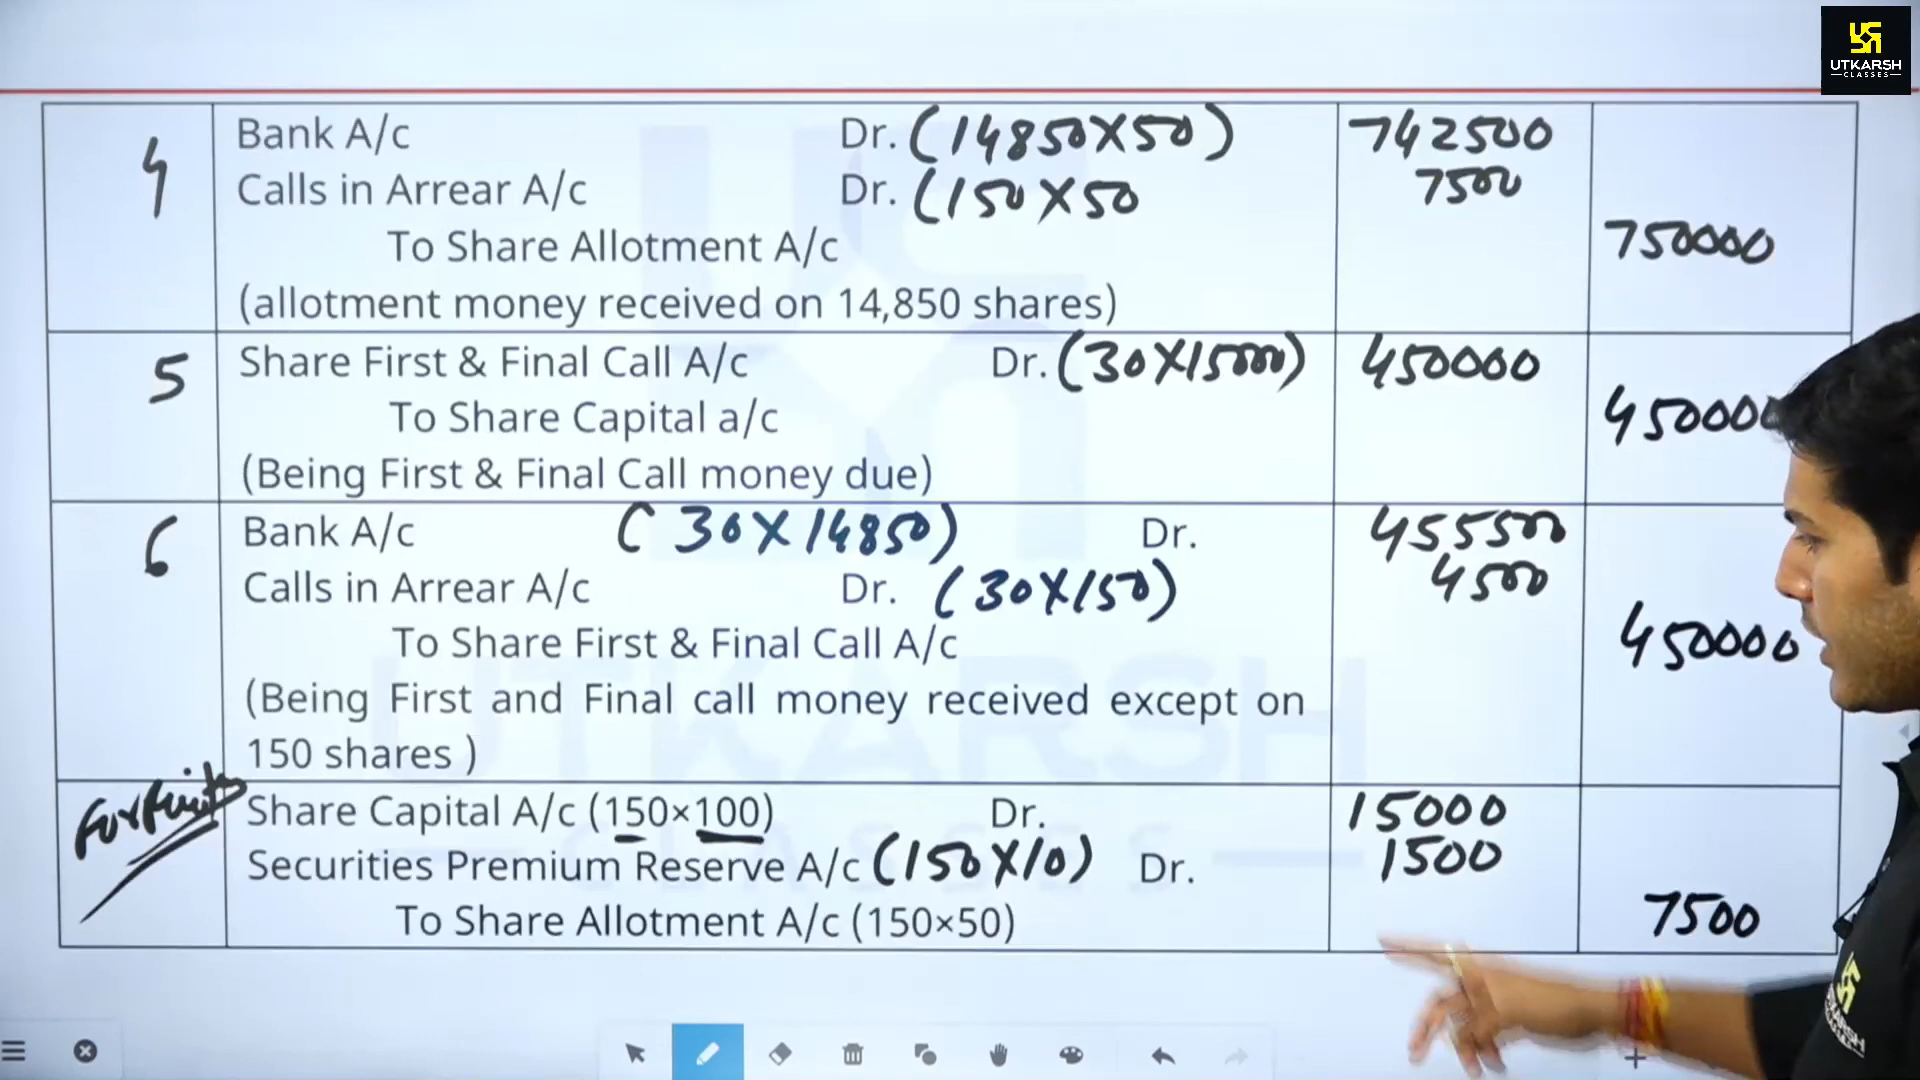 UTKARSH
CLASSES
4
Bank A/c Dr. (14850X50) 742500
Calls in Arrear A/c Dr. (150X50 7500
To Share Allotment A/c 750000
(allotment money received on 14,850 shares)
5
Share First & Final Call A/c Dr. (30X15000) 450000
To Share Capital a/c 45000
(Being First & Final Call money due)
6
Bank A/c (30X14850) Dr. 455500
Calls in Arrear A/c Dr. (30X150) 4500
To Share First & Final Call A/c 450000
(Being First and Final call money received except on
150 shares )
Share Capital A/c (150×100) Dr. 15000
Securities Premium Reserve A/c (150X10) Dr. 1500
To Share Allotment A/c (150×50) 7500
UTKARSH
CLASSES